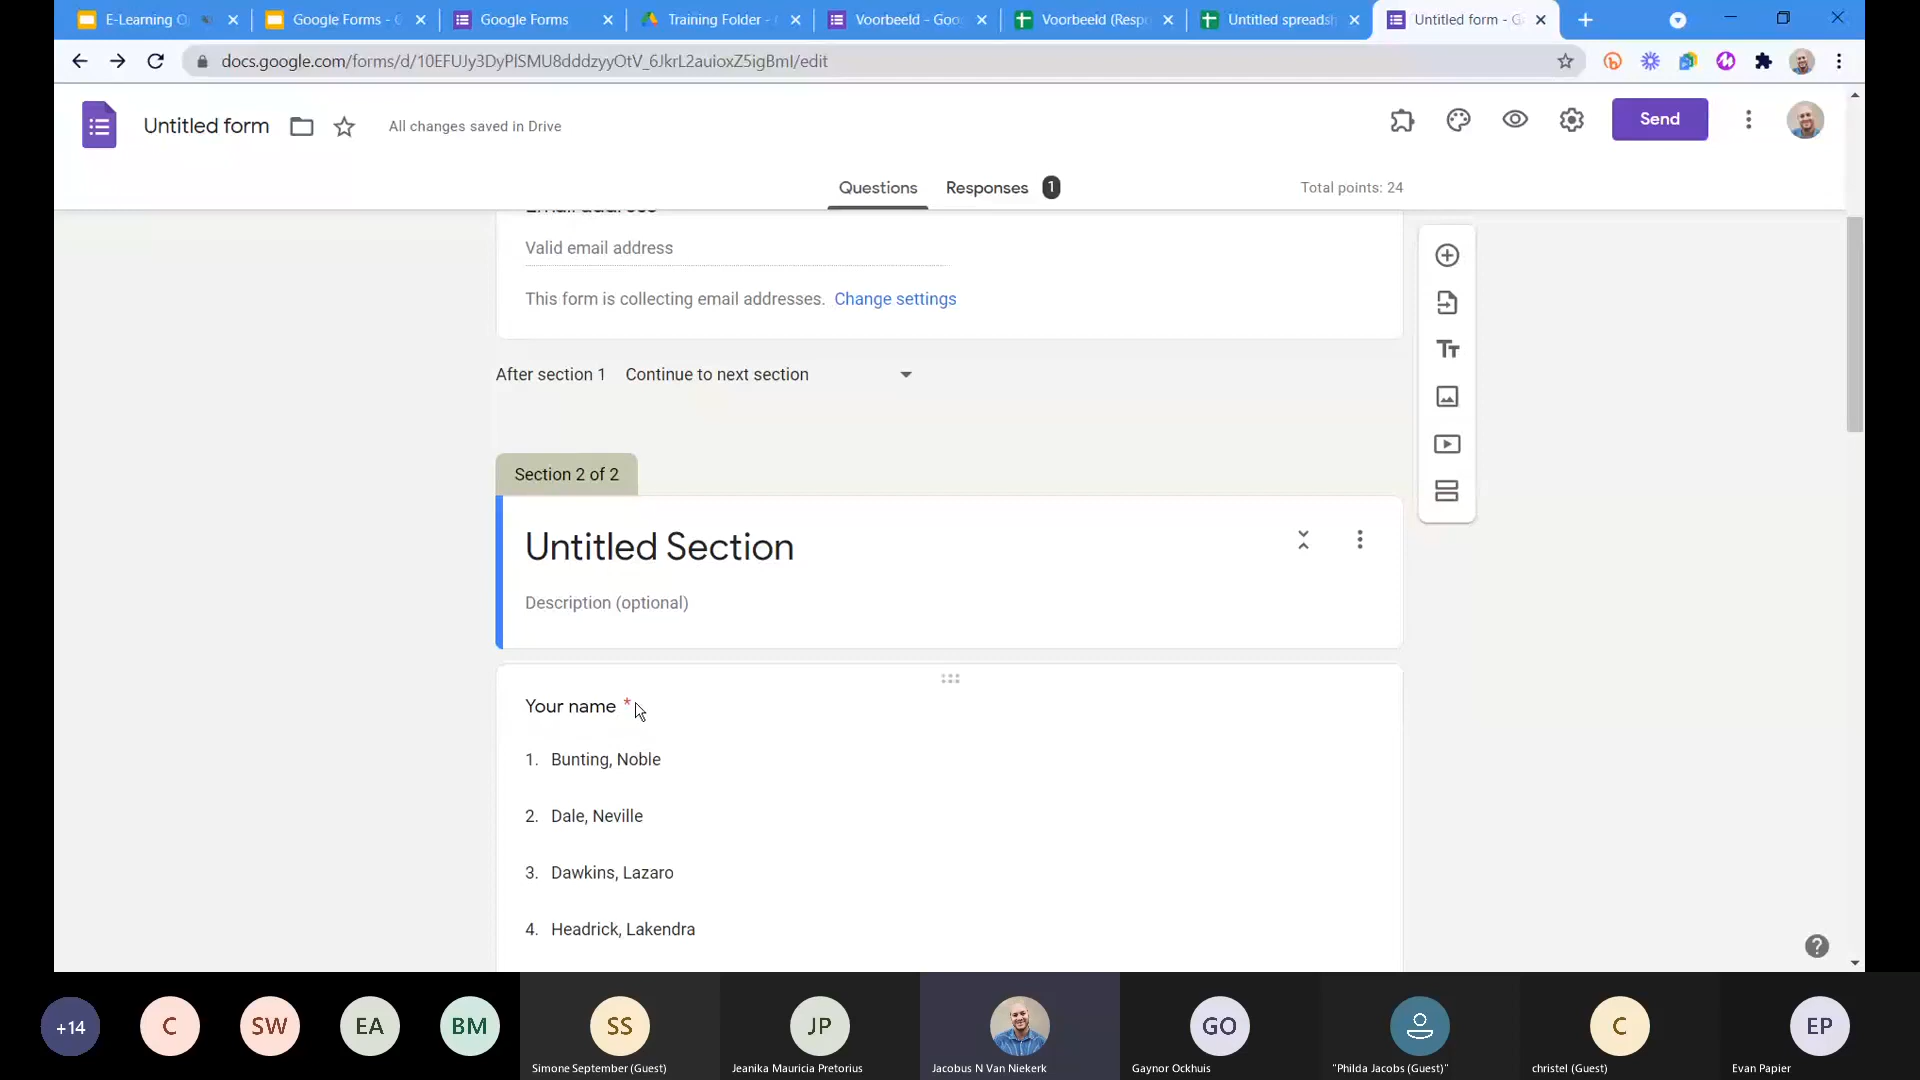 E-Learning O
Google Forms - G
Google Forms
Training Folder -
Voorbeeld - Goo
Voorbeeld (Resp
Untitled spreadsh
Untitled form - G
docs.google.com/forms/d/10EFUJy3DyPlSMU8dddzyyOtV_6JkrL2auioxZ5igBmI/edit
Untitled form
All changes saved in Drive
Send
Questions
Responses 1
Total points: 24
Email address
Valid email address
This form is collecting email addresses. Change settings
After section 1 Continue to next section
Section 2 of 2
Untitled Section
Description (optional)
Your name *
1. Bunting, Noble
2. Dale, Neville
3. Dawkins, Lazaro
4. Headrick, Lakendra
+14
C
SW
EA
BM
SS
JP
GO
C
EP
Simone September (Guest)
Jeanika Mauricia Pretorius
Jacobus N Van Niekerk
Gaynor Ockhuis
"Philda Jacobs (Guest)"
christel (Guest)
Evan Papier